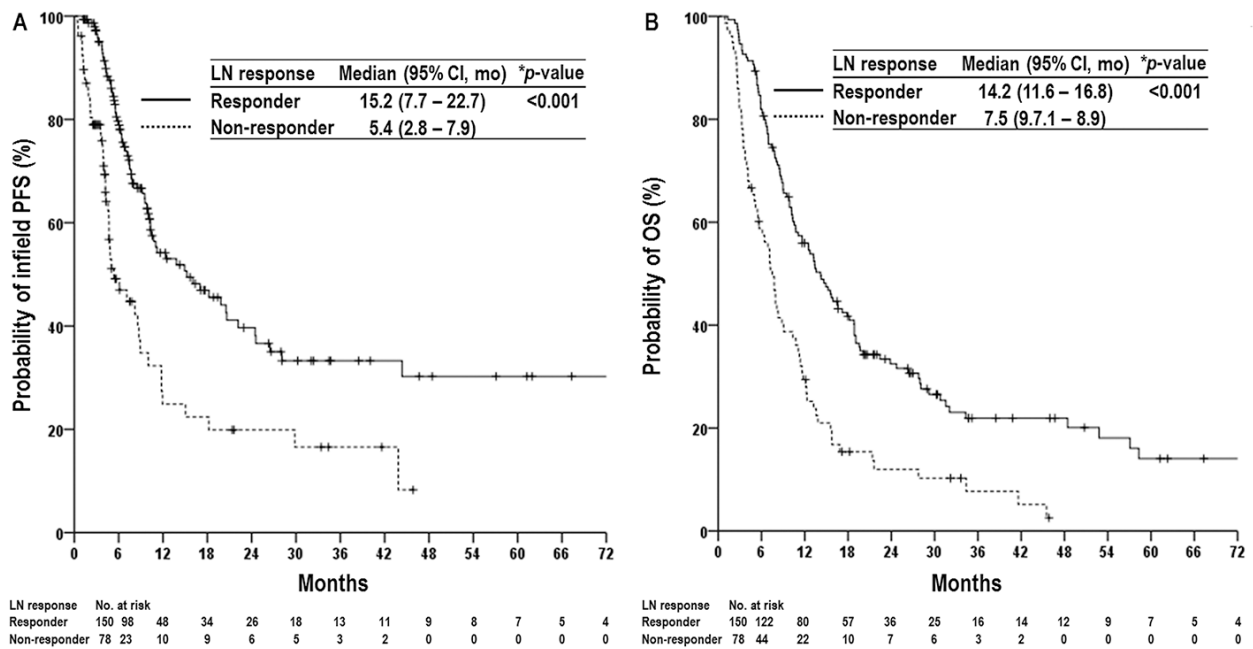 A
Probability of infield PFS (%)
100
80
60
40
20
0
LN response Median (95% CI, mo) *p-value
Responder 15.2 (7.7 – 22.7) <0.001
Non-responder 5.4 (2.8 – 7.9)
0 6 12 18 24 30 36 42 48 54 60 66 72
Months
LN response No. at risk
Responder 150 98 48 34 26 18 13 11 9 8 7 5 4
Non-responder 78 23 10 9 6 5 3 2 0 0 0 0 0
B
Probability of OS (%)
100
80
60
40
20
0
LN response Median (95% CI, mo) *p-value
Responder 14.2 (11.6 – 16.8) <0.001
Non-responder 7.5 (9.7.1 – 8.9)
0 6 12 18 24 30 36 42 48 54 60 66 72
Months
LN response No. at risk
Responder 150 122 80 57 36 25 16 14 12 9 7 5 4
Non-responder 78 44 22 10 7 6 3 2 0 0 0 0 0